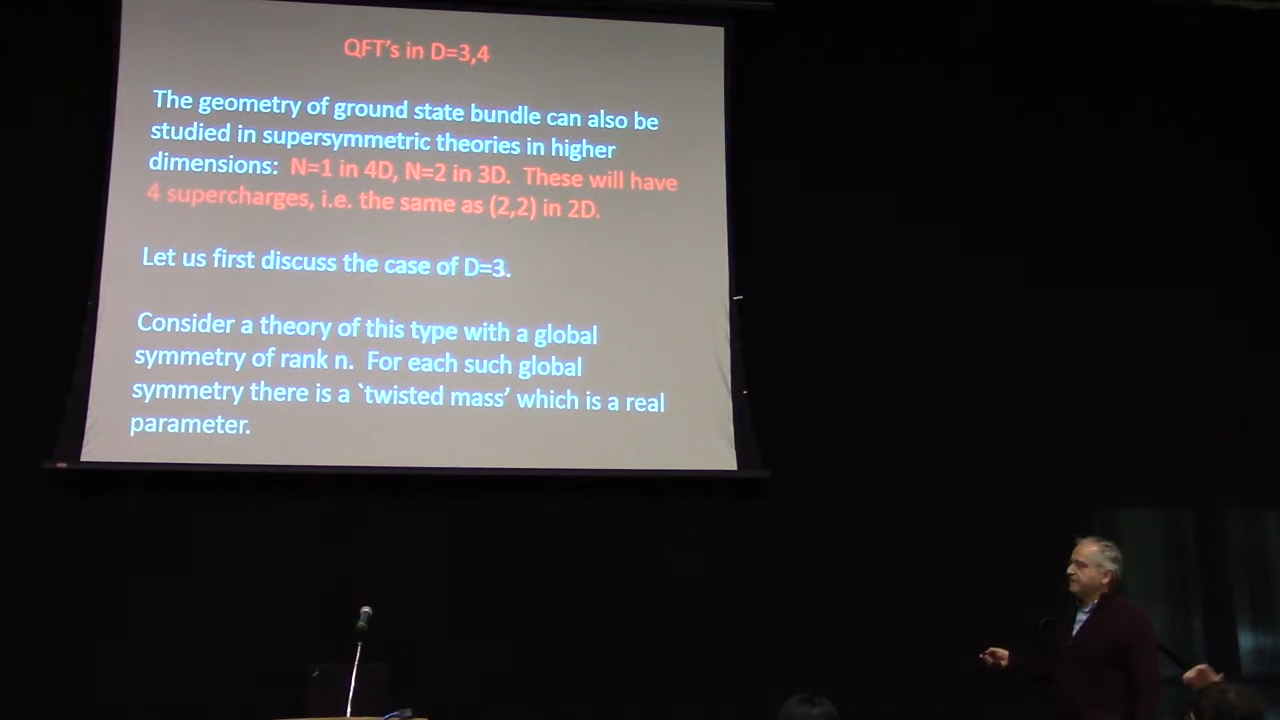 QFT's in D=3,4
The geometry of ground state bundle can also be
studied in supersymmetric theories in higher
dimensions: N=1 in 4D, N=2 in 3D. These will have
4 supercharges, i.e. the same as (2,2) in 2D.
Let us first discuss the case of D=3.
Consider a theory of this type with a global
symmetry of rank n. For each such global
symmetry there is a `twisted mass' which is a real
parameter.